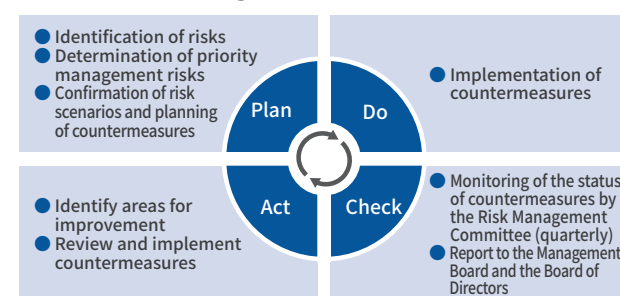 ● Identification of risks
● Determination of priority
management risks
● Confirmation of risk
scenarios and planning
of countermeasures
Plan
Do
● Implementation of
countermeasures
● Identify areas for
improvement
● Review and implement
countermeasures
Act
Check
● Monitoring of the status
of countermeasures by
the Risk Management
Committee (quarterly)
● Report to the Management
Board and the Board of
Directors